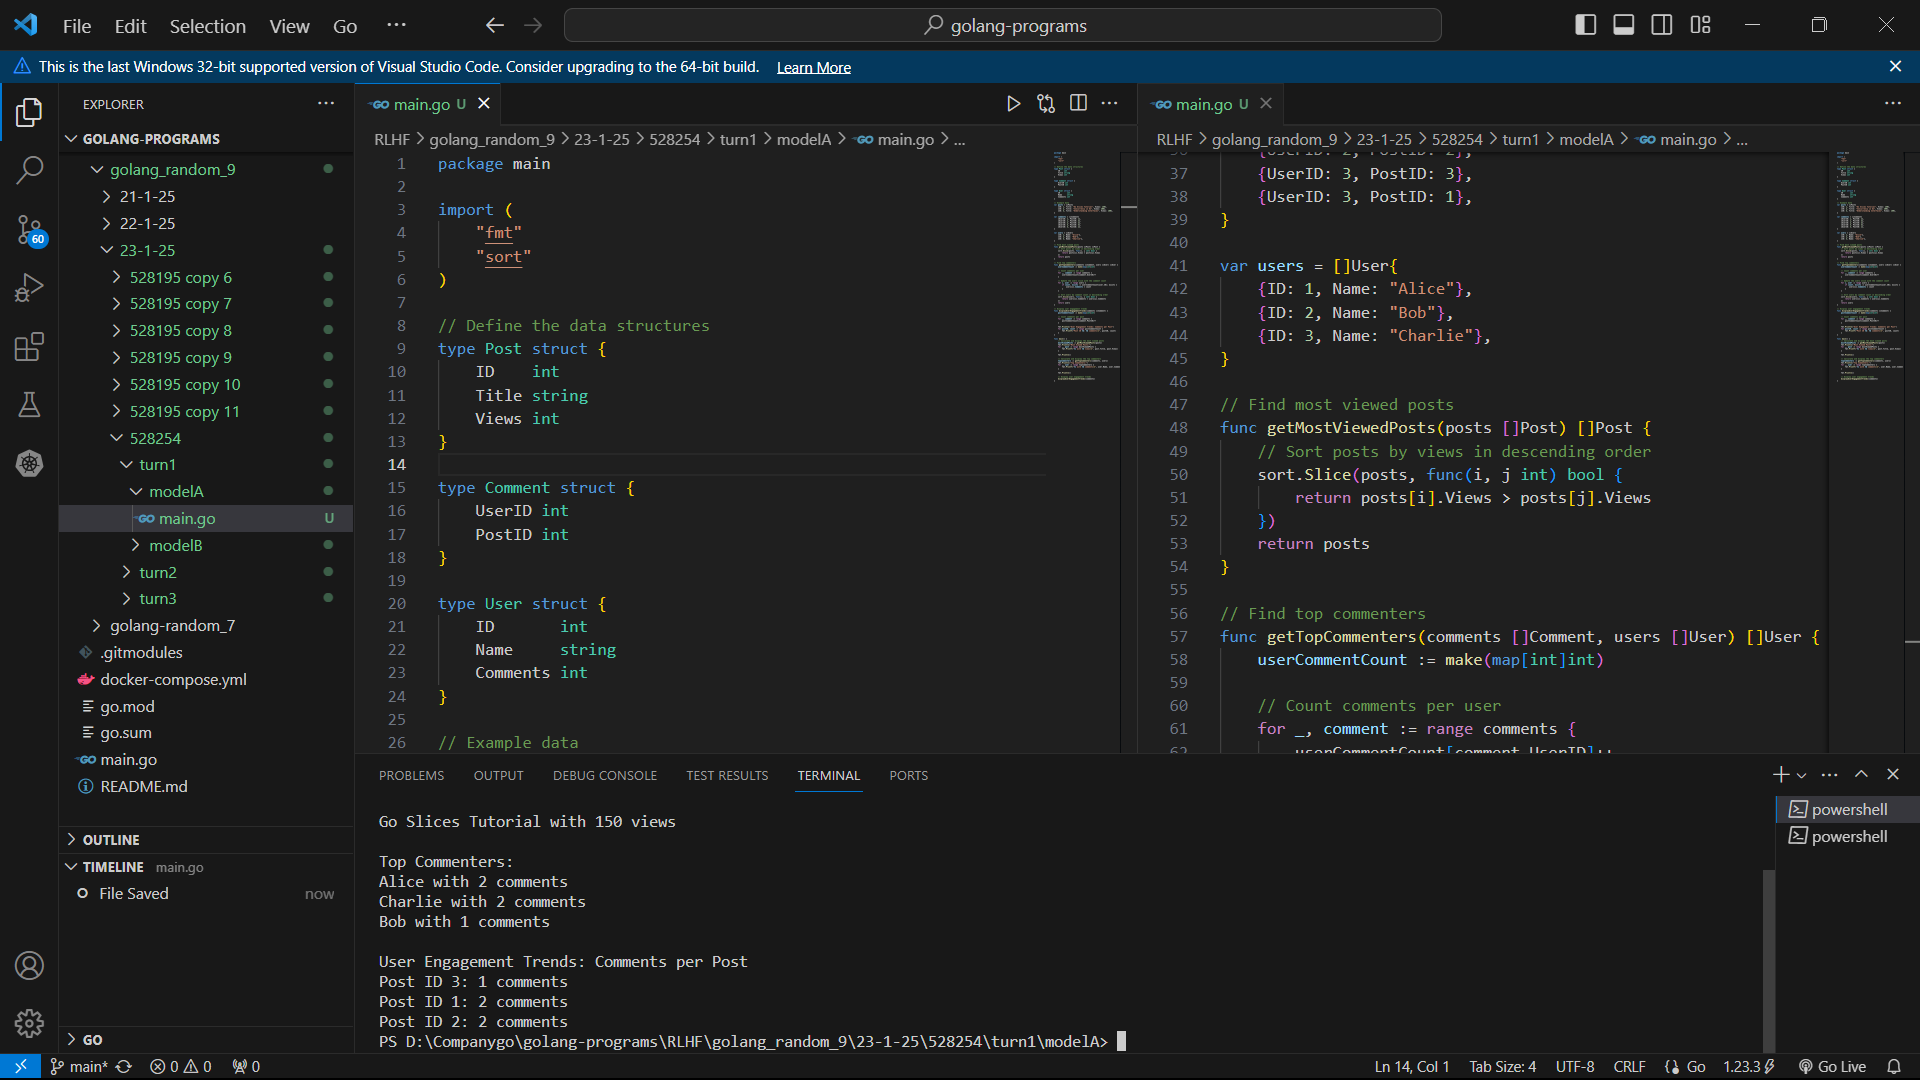 File Edit Selection View Go ···
golang-programs
This is the last Windows 32-bit supported version of Visual Studio Code. Consider upgrading to the 64-bit build. Learn More
EXPLORER
GOLANG-PROGRAMS
golang_random_9
21-1-25
22-1-25
23-1-25
528195 copy 6
528195 copy 7
528195 copy 8
528195 copy 9
528195 copy 10
528195 copy 11
528254
turn1
modelA
GO main.go U
modelB
turn2
turn3
golang-random_7
.gitmodules
docker-compose.yml
go.mod
go.sum
GO main.go
README.md
OUTLINE
TIMELINE main.go
File Saved now
GO
60
GO main.go U
RLHF > golang_random_9 > 23-1-25 > 528254 > turn1 > modelA > GO main.go > ...
1 package main
2
3 import (
4 "fmt"
5 "sort"
6 )
7
8 // Define the data structures
9 type Post struct {
10 ID int
11 Title string
12 Views int
13 }
14
15 type Comment struct {
16 UserID int
17 PostID int
18 }
19
20 type User struct {
21 ID int
22 Name string
23 Comments int
24 }
25
26 // Example data
GO main.go U
RLHF > golang_random_9 > 23-1-25 > 528254 > turn1 > modelA > GO main.go > ...
36 {UserID: 2, PostID: 2},
37 {UserID: 3, PostID: 3},
38 {UserID: 3, PostID: 1},
39 }
40
41 var users = []User{
42 {ID: 1, Name: "Alice"},
43 {ID: 2, Name: "Bob"},
44 {ID: 3, Name: "Charlie"},
45 }
46
47 // Find most viewed posts
48 func getMostViewedPosts(posts []Post) []Post {
49 // Sort posts by views in descending order
50 sort.Slice(posts, func(i, j int) bool {
51 return posts[i].Views > posts[j].Views
52 })
53 return posts
54 }
55
56 // Find top commenters
57 func getTopCommenters(comments []Comment, users []User) []User {
58 userCommentCount := make(map[int]int)
59
60 // Count comments per user
61 for _, comment := range comments {
62 userCommentCount[comment.UserID]++
PROBLEMS OUTPUT DEBUG CONSOLE TEST RESULTS TERMINAL PORTS
Go Slices Tutorial with 150 views
Top Commenters:
Alice with 2 comments
Charlie with 2 comments
Bob with 1 comments
User Engagement Trends: Comments per Post
Post ID 3: 1 comments
Post ID 1: 2 comments
Post ID 2: 2 comments
PS D:\Companygo\golang-programs\RLHF\golang_random_9\23-1-25\528254\turn1\modelA>
powershell
powershell
main* 0 0 0 Ln 14, Col 1 Tab Size: 4 UTF-8 CRLF Go 1.23.3 Go Live